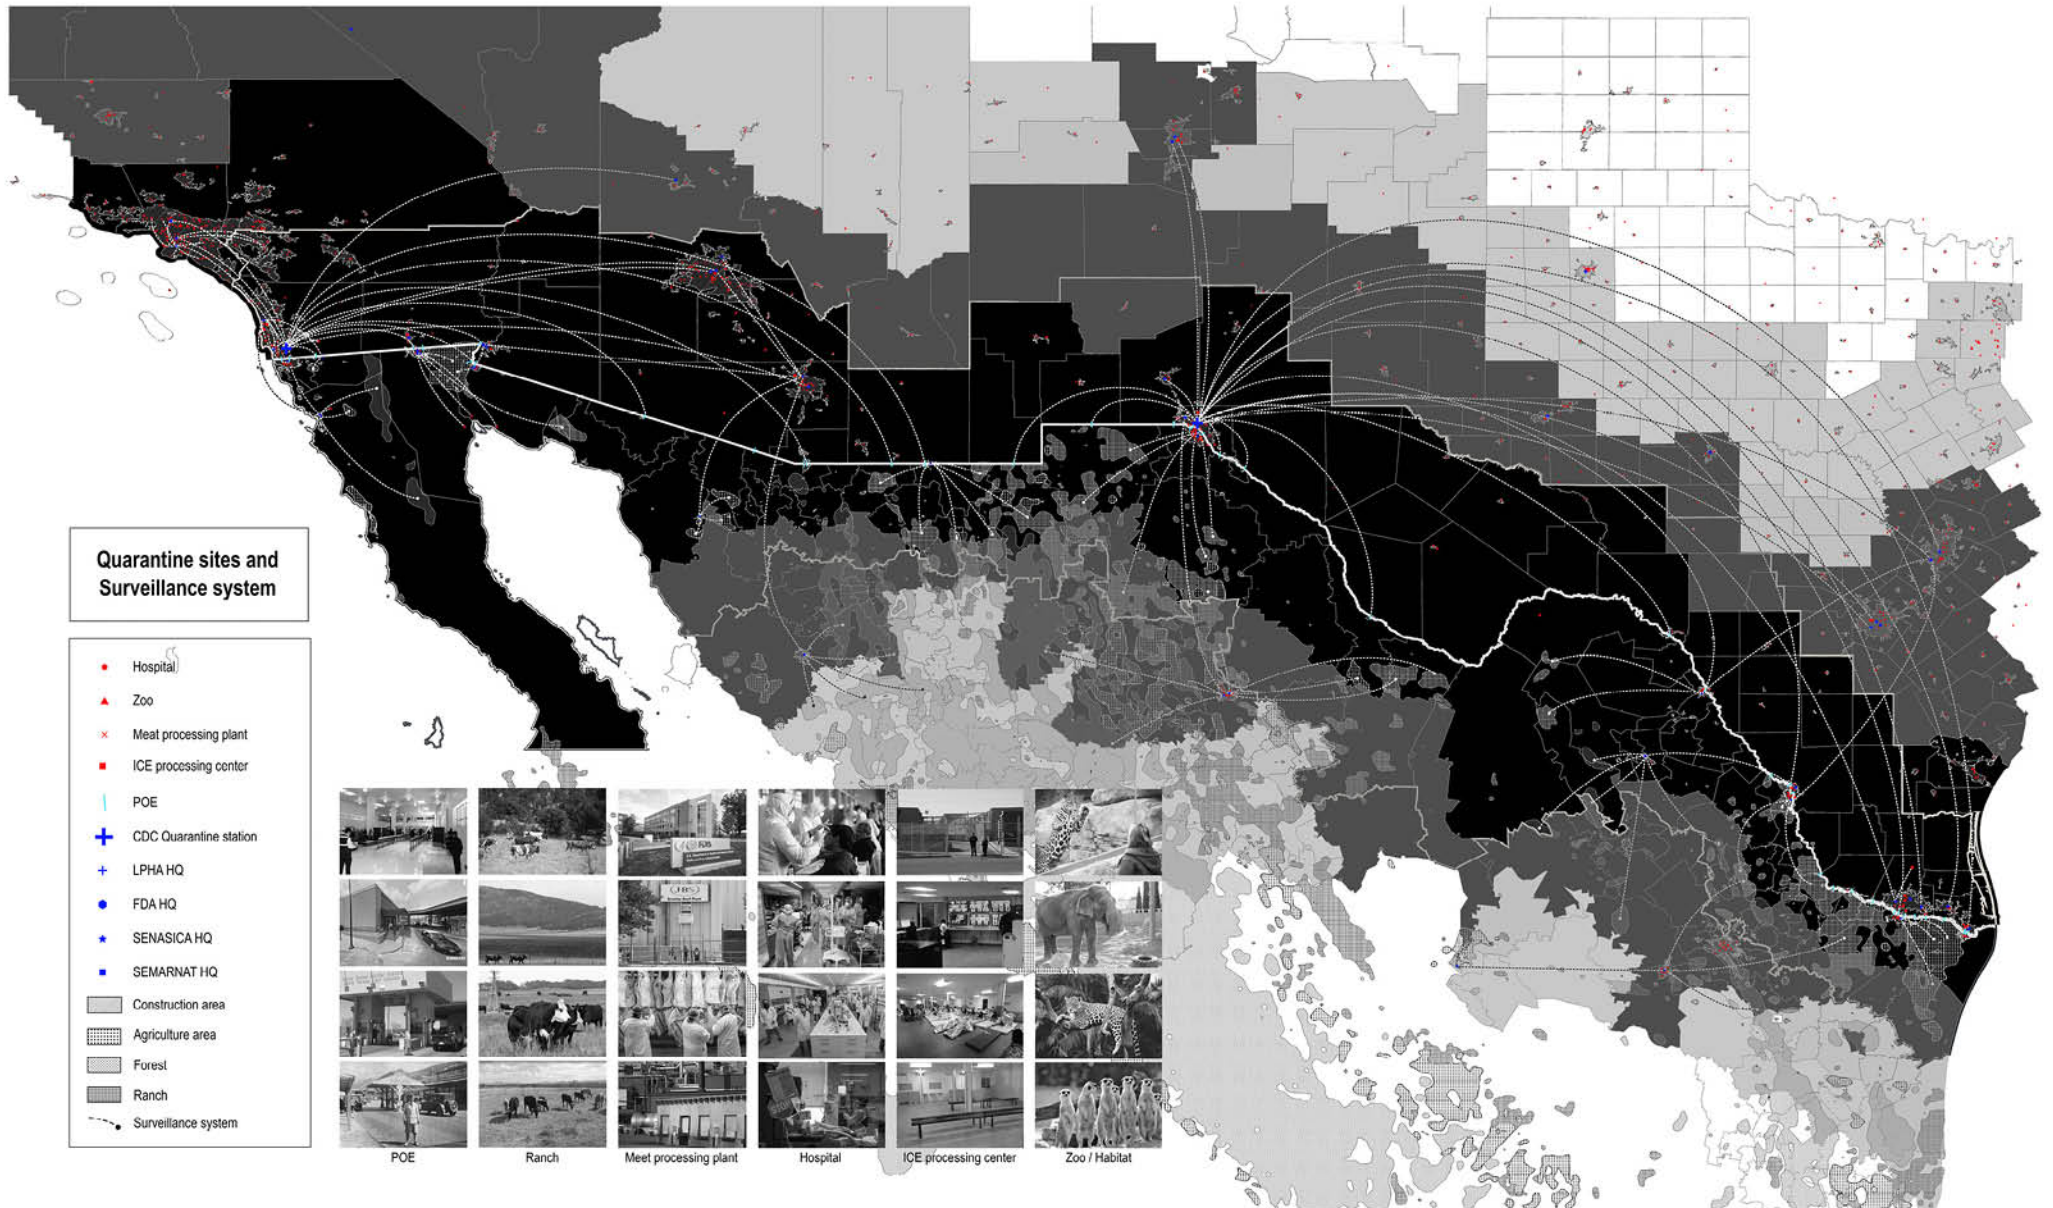 Quarantine sites and
Surveillance system
Hospital
Zoo
Meat processing plant
ICE processing center
POE
CDC Quarantine station
LPHA HQ
FDA HQ
SENASICA HQ
SEMARNAT HQ
Construction area
Agriculture area
Forest
Ranch
Surveillance system
FDA
JBS
POE
Ranch
Meet processing plant
Hospital
ICE processing center
Zoo / Habitat